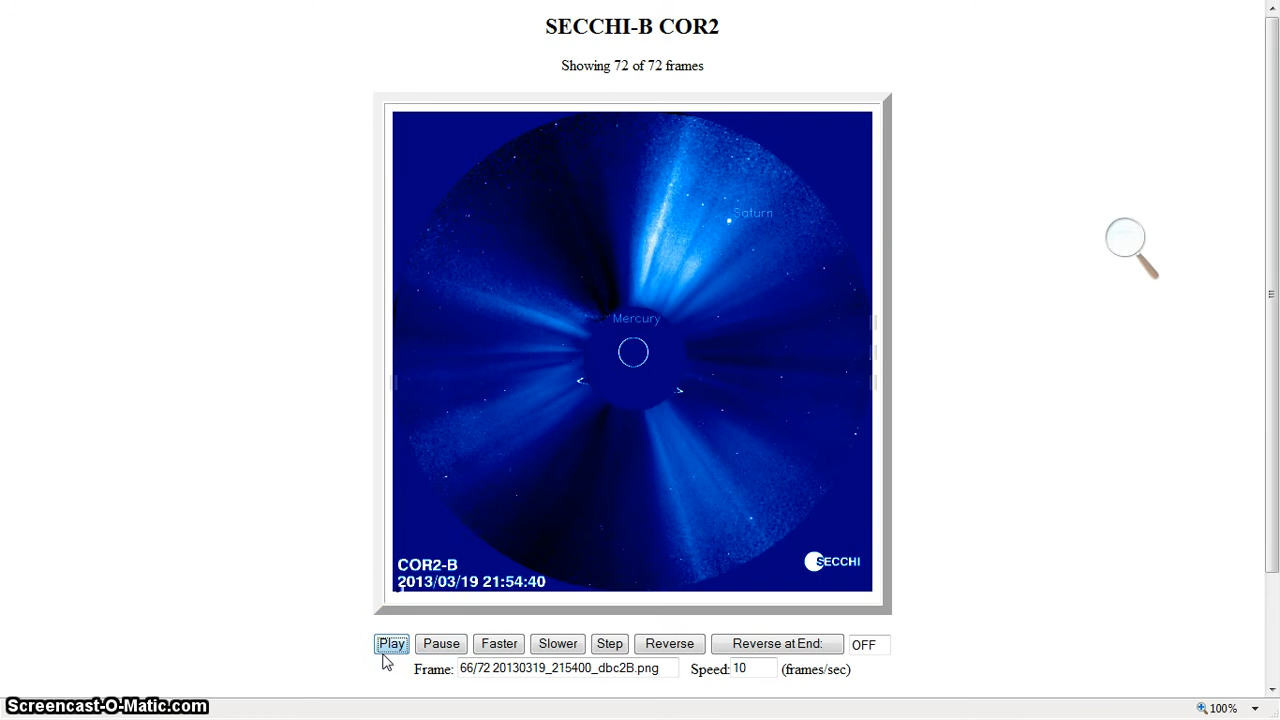 SECCHI-B COR2
Showing 72 of 72 frames
Saturn
Mercury
COR2-B
2013/03/19 21:54:40
SECCHI
Play Pause Faster Slower Step Reverse Reverse at End: OFF
Frame: 66/72 20130319_215400_dbc2B.png Speed: 10 (frames/sec)
Screencast-O-Matic.com
100%